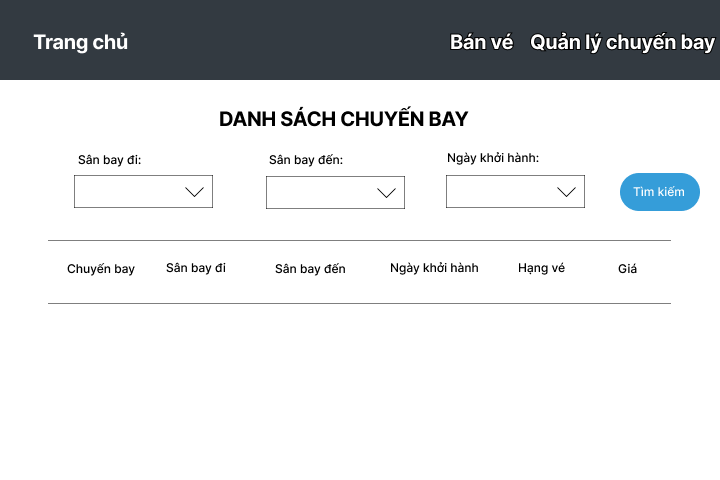 Trang chủ Bán vé Quản lý chuyến bay
DANH SÁCH CHUYẾN BAY
Sân bay đi: Sân bay đến: Ngày khởi hành:
Tìm kiếm
Chuyến bay Sân bay đi Sân bay đến Ngày khởi hành Hạng vé Giá